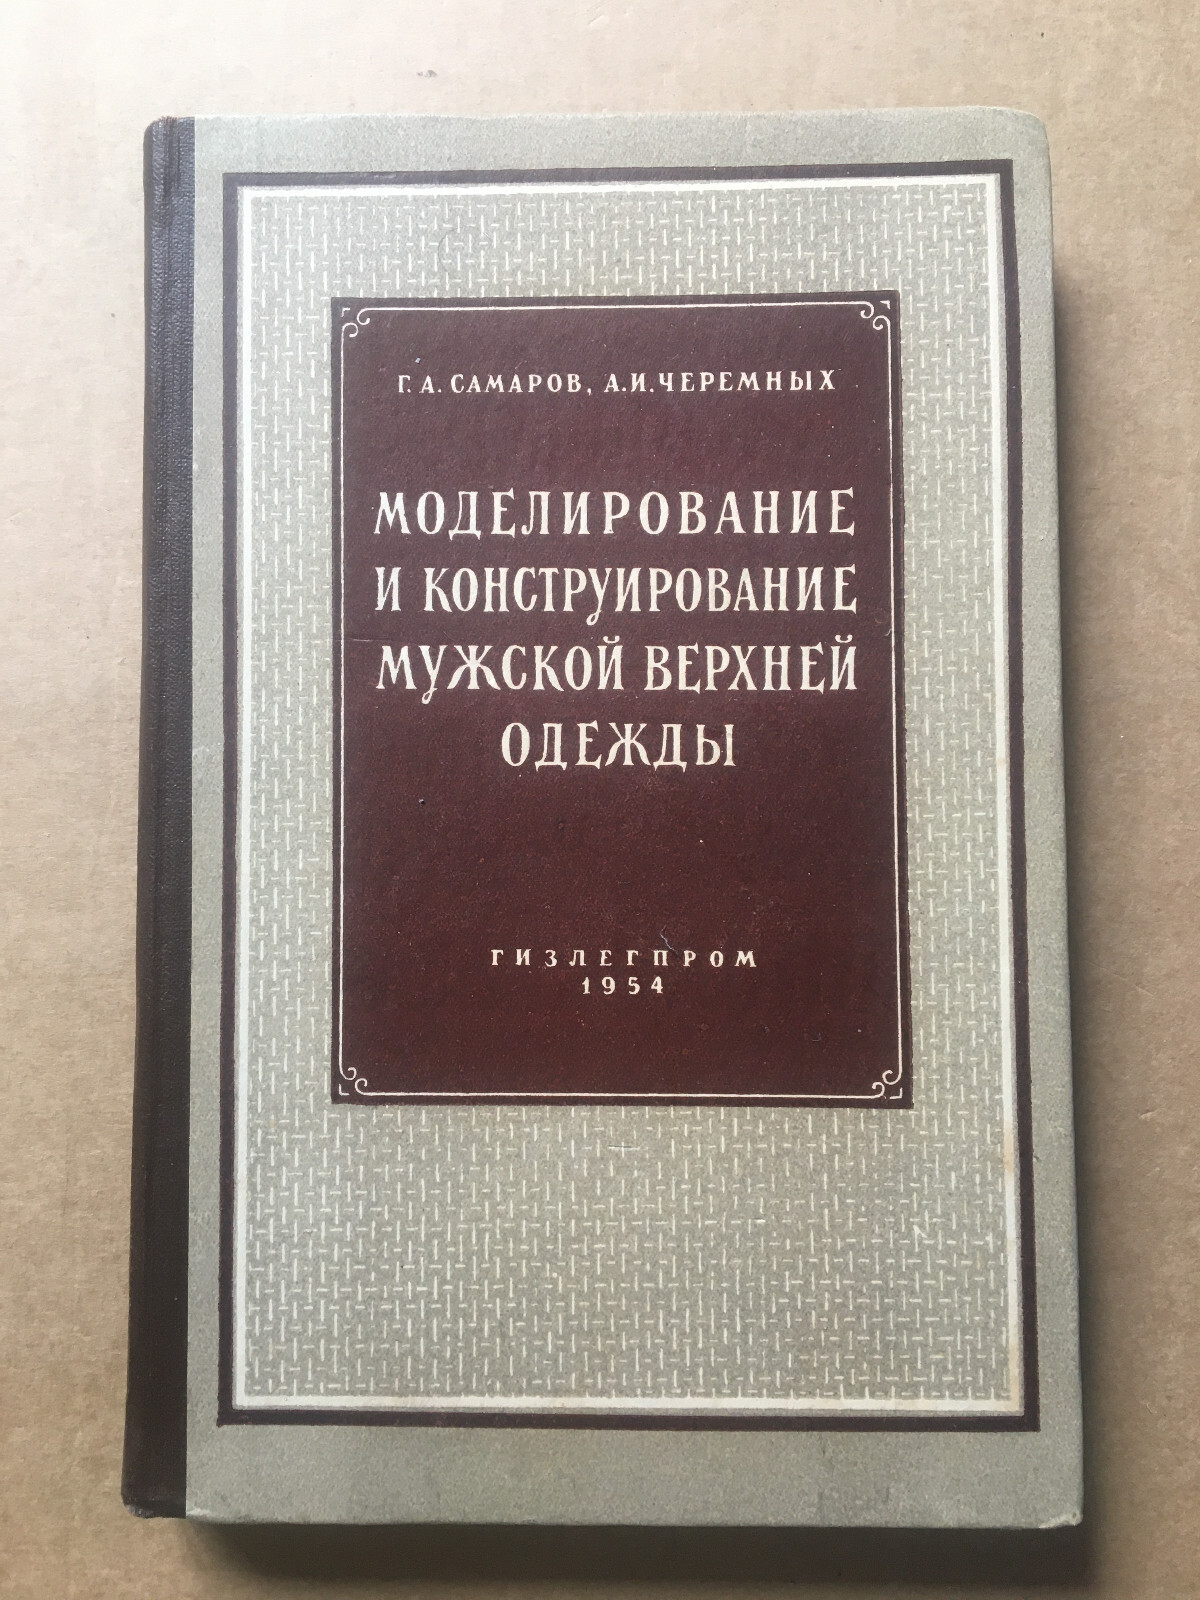 Г. А. САМАРОВ, А. И. ЧЕРЕМНЫХ
МОДЕЛИРОВАНИЕ
И КОНСТРУИРОВАНИЕ
МУЖСКОЙ ВЕРХНЕЙ
ОДЕЖДЫ
ГИЗЛЕГПРОМ
1954